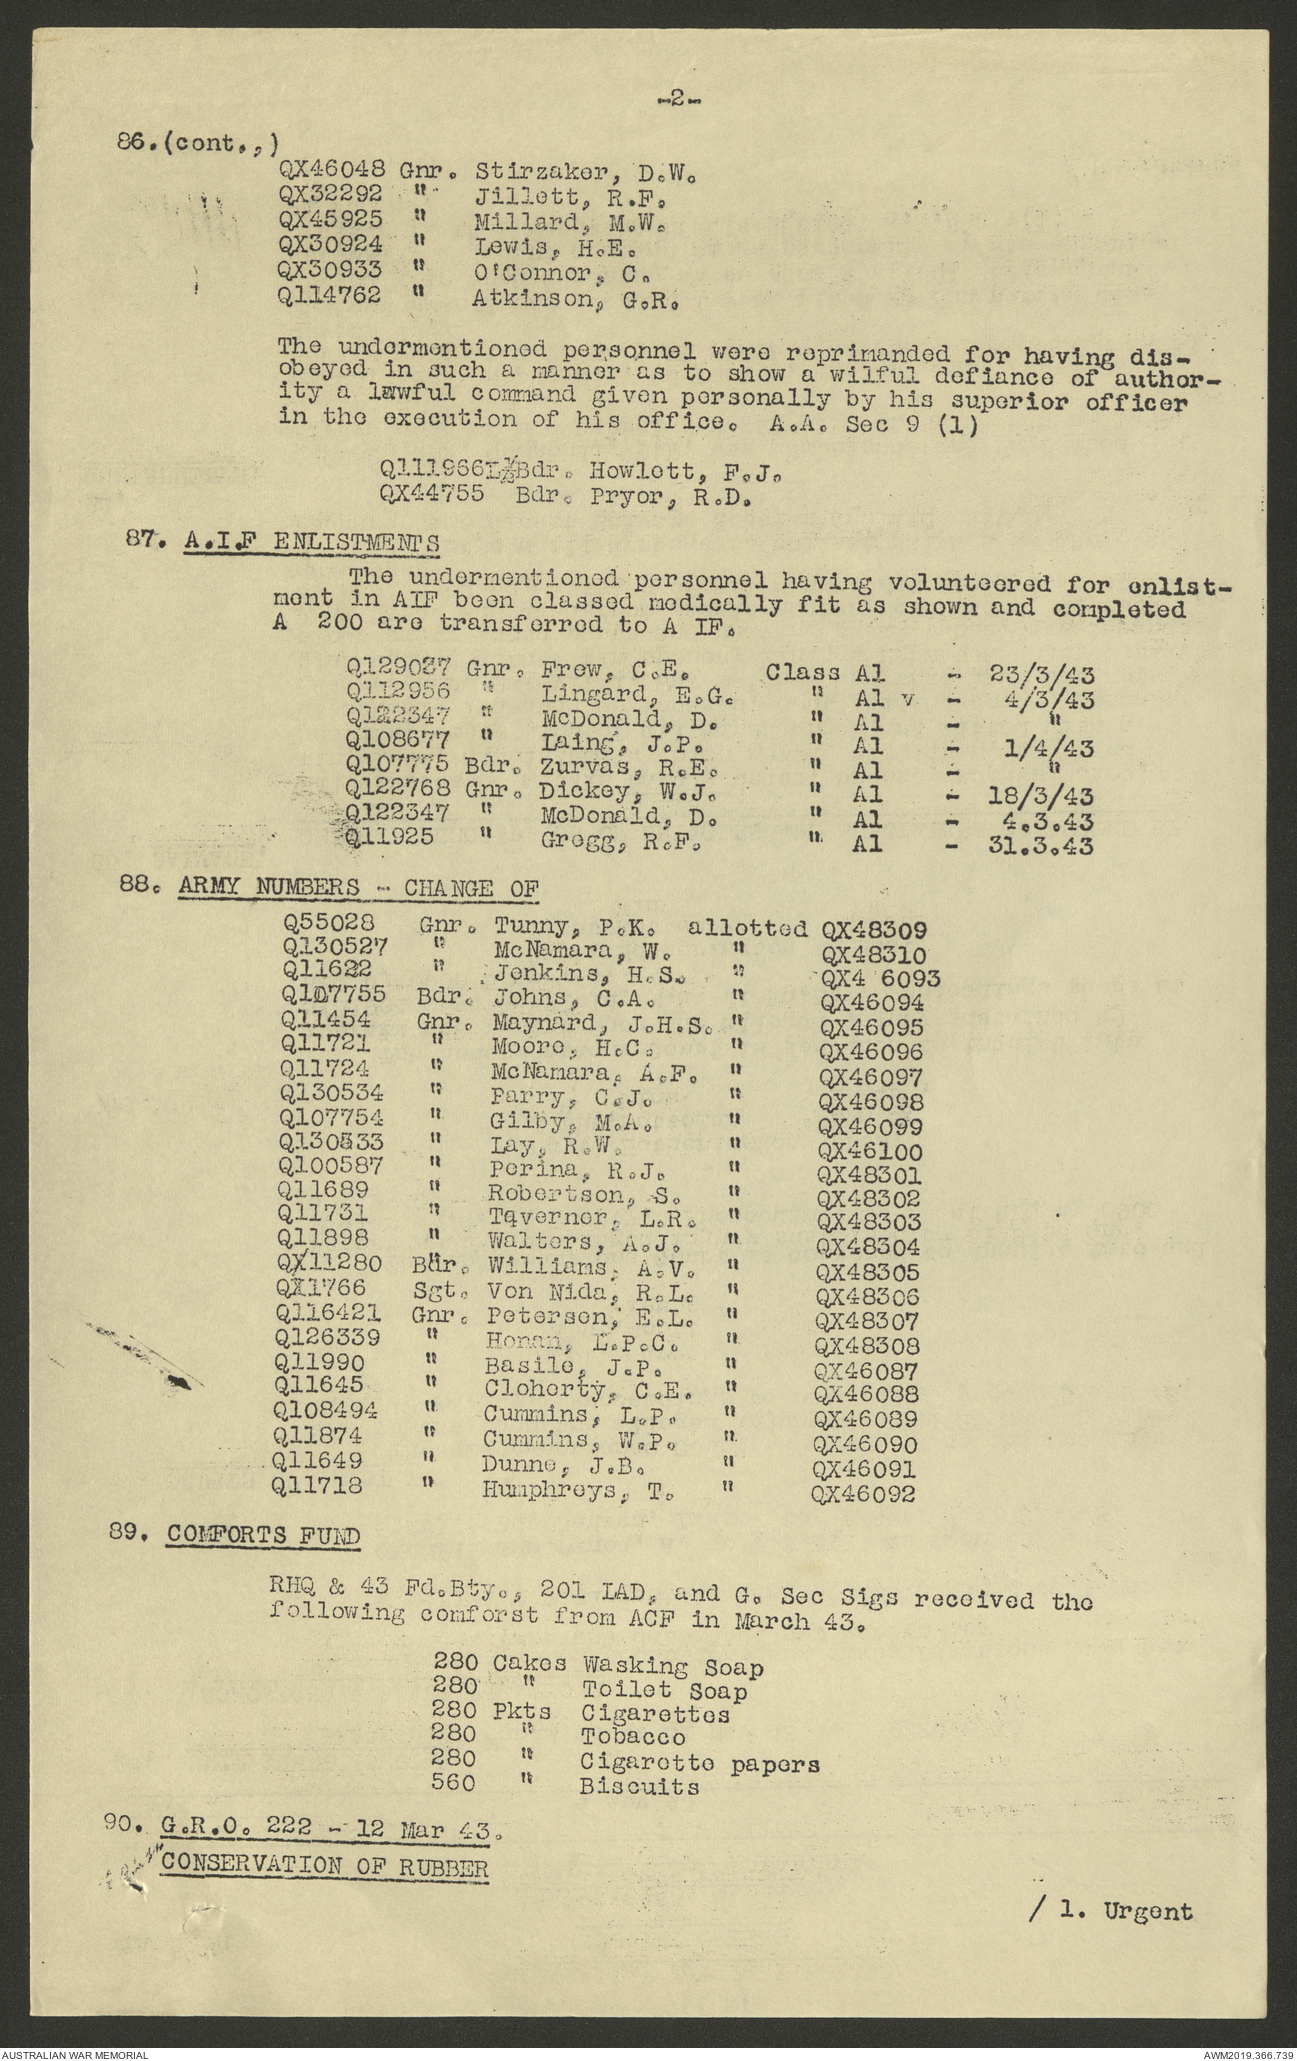 -2-
86.(cont.,)
QX46048 Gnr. Stirzaker, D.W.
QX32292 " Jillett, R.F.
QX45925 " Millard, M.W.
QX30924 " Lewis, H.E.
QX30933 " O'Connor, C.
Q114762 " Atkinson, G.R.
The undermentioned personnel were reprimanded for having dis-
obeyed in such a manner as to show a wilful defiance of author-
ity a lawful command given personally by his superior officer
in the execution of his office. A.A. Sec 9 (1)
Q111966 L/Bdr. Howlett, F.J.
QX44755 Bdr. Pryor, R.D.
87. A.I.F ENLISTMENTS
The undermentioned personnel having volunteered for enlist-
ment in AIF been classed medically fit as shown and completed
A 200 are transferred to A IF.
Q129037 Gnr. Frew, C.E. Class A1 - 23/3/43
Q112956 " Lingard, E.G. " A1 v - 4/3/43
Q122347 " McDonald, D. " A1 - "
Q108677 " Laing, J.P. " A1 - 1/4/43
Q107775 Bdr. Zurvas, R.E. " A1 - "
Q122768 Gnr. Dickey, W.J. " A1 - 18/3/43
Q122347 " McDonald, D. " A1 - 4.3.43
Q11925 " Gregg, R.F. " A1 - 31.3.43
88. ARMY NUMBERS - CHANGE OF
Q55028 Gnr. Tunny, P.K. allotted QX48309
Q130527 " McNamara, W. " QX48310
Q11622 " Jenkins, H.S. " QX4 6093
Q107755 Bdr. Johns, C.A. " QX46094
Q11454 Gnr. Maynard, J.H.S. " QX46095
Q11721 " Moore, H.C. " QX46096
Q11724 " McNamara, A.F. " QX46097
Q130534 " Parry, C.J. " QX46098
Q107754 " Gilby, M.A. " QX46099
Q130533 " Lay, R.W. " QX46100
Q100587 " Perina, R.J. " QX48301
Q11689 " Robertson, S. " QX48302
Q11731 " Taverner, L.R. " QX48303
Q11898 " Walters, A.J. " QX48304
Q11280 Bdr. Williams, A.V. " QX48305
Q11766 Sgt. Von Nida, R.L. " QX48306
Q116421 Gnr. Petersen, E.L. " QX48307
Q126339 " Honan, L.P.C. " QX48308
Q11990 " Basile, J.P. " QX46087
Q11645 " Cloherty, C.E. " QX46088
Q108494 " Cummins, L.P. " QX46089
Q11874 " Cummins, W.P. " QX46090
Q11649 " Dunne, J.B. " QX46091
Q11718 " Humphreys, T. " QX46092
89. COMFORTS FUND
RHQ & 43 Fd.Bty., 201 LAD, and G. Sec Sigs received the
following comforst from ACF in March 43.
280 Cakes Wasking Soap
280 " Toilet Soap
280 Pkts Cigarettes
280 " Tobacco
280 " Cigarette papers
560 " Biscuits
90. G.R.O. 222 - 12 Mar 43.
CONSERVATION OF RUBBER
/ 1. Urgent
AUSTRALIAN WAR MEMORIAL
AWM2019.366.739